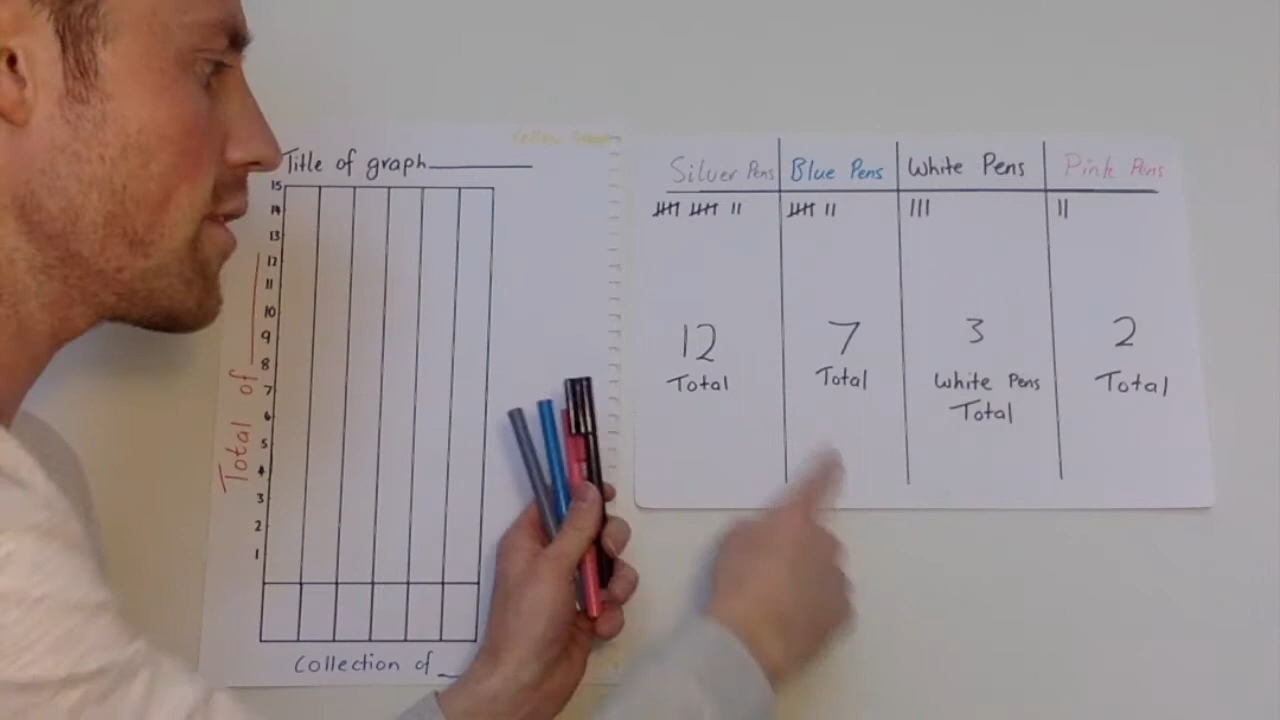 Yellow
Title of graph
15
14
13
12
11
10
9
8
7
6
5
4
3
2
1
Total of
Collection of
Silver Pens Blue Pens White Pens Pink Pens
12 7 3 2
Total Total White Pens Total
Total